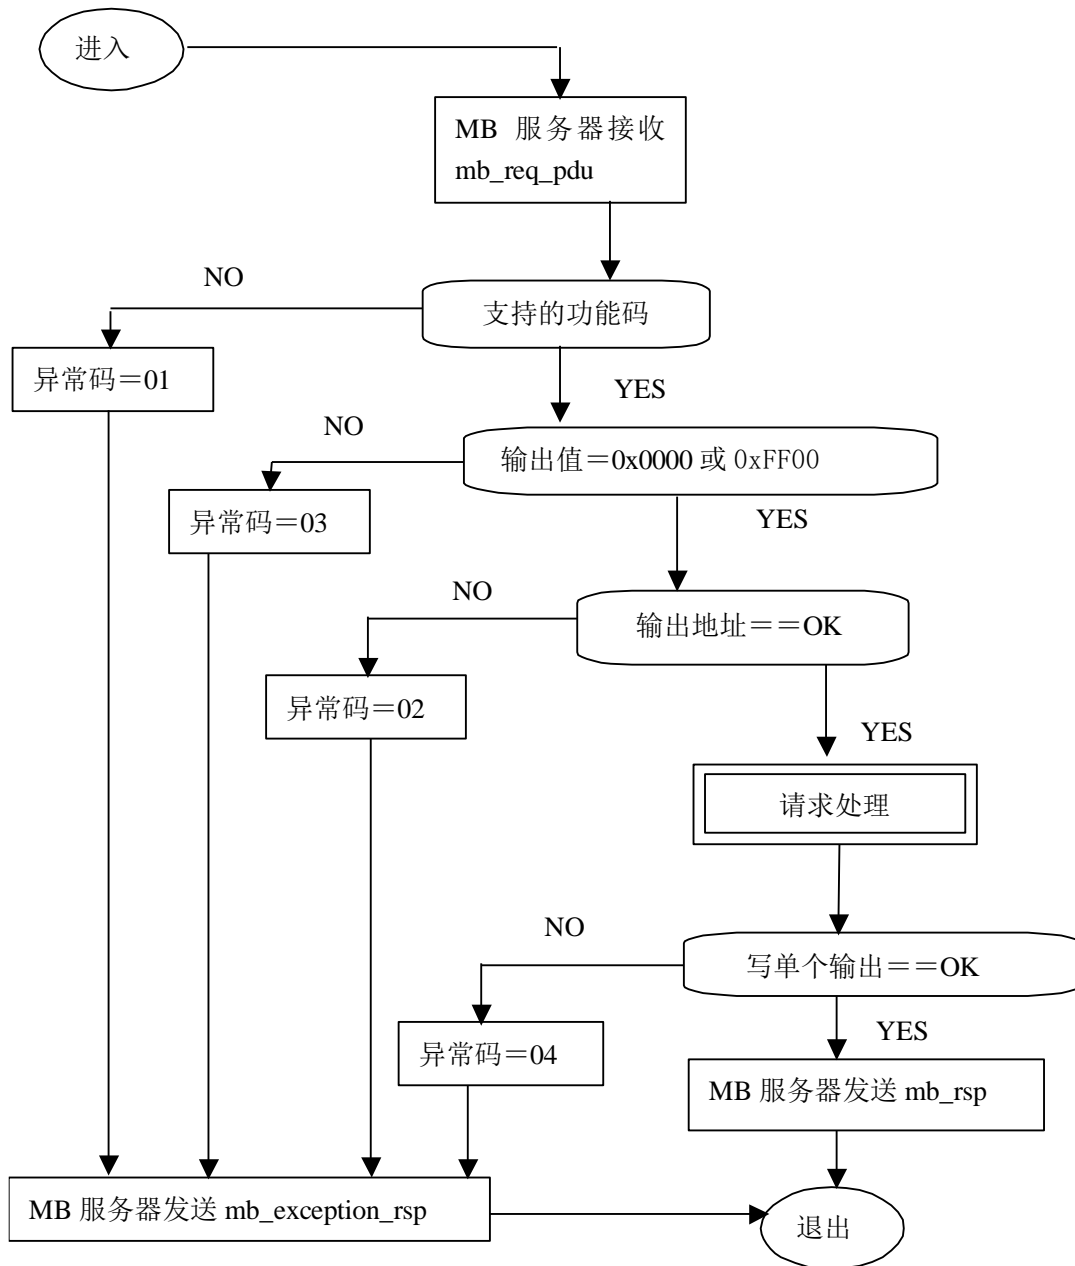 进入
MB 服务器接收
mb_req_pdu
NO
支持的功能码
异常码＝01
YES
NO
输出值＝0x0000 或 0xFF00
异常码＝03
YES
NO
输出地址＝＝OK
异常码＝02
YES
请求处理
NO
写单个输出＝＝OK
异常码＝04
YES
MB 服务器发送 mb_rsp
MB 服务器发送 mb_exception_rsp
退出